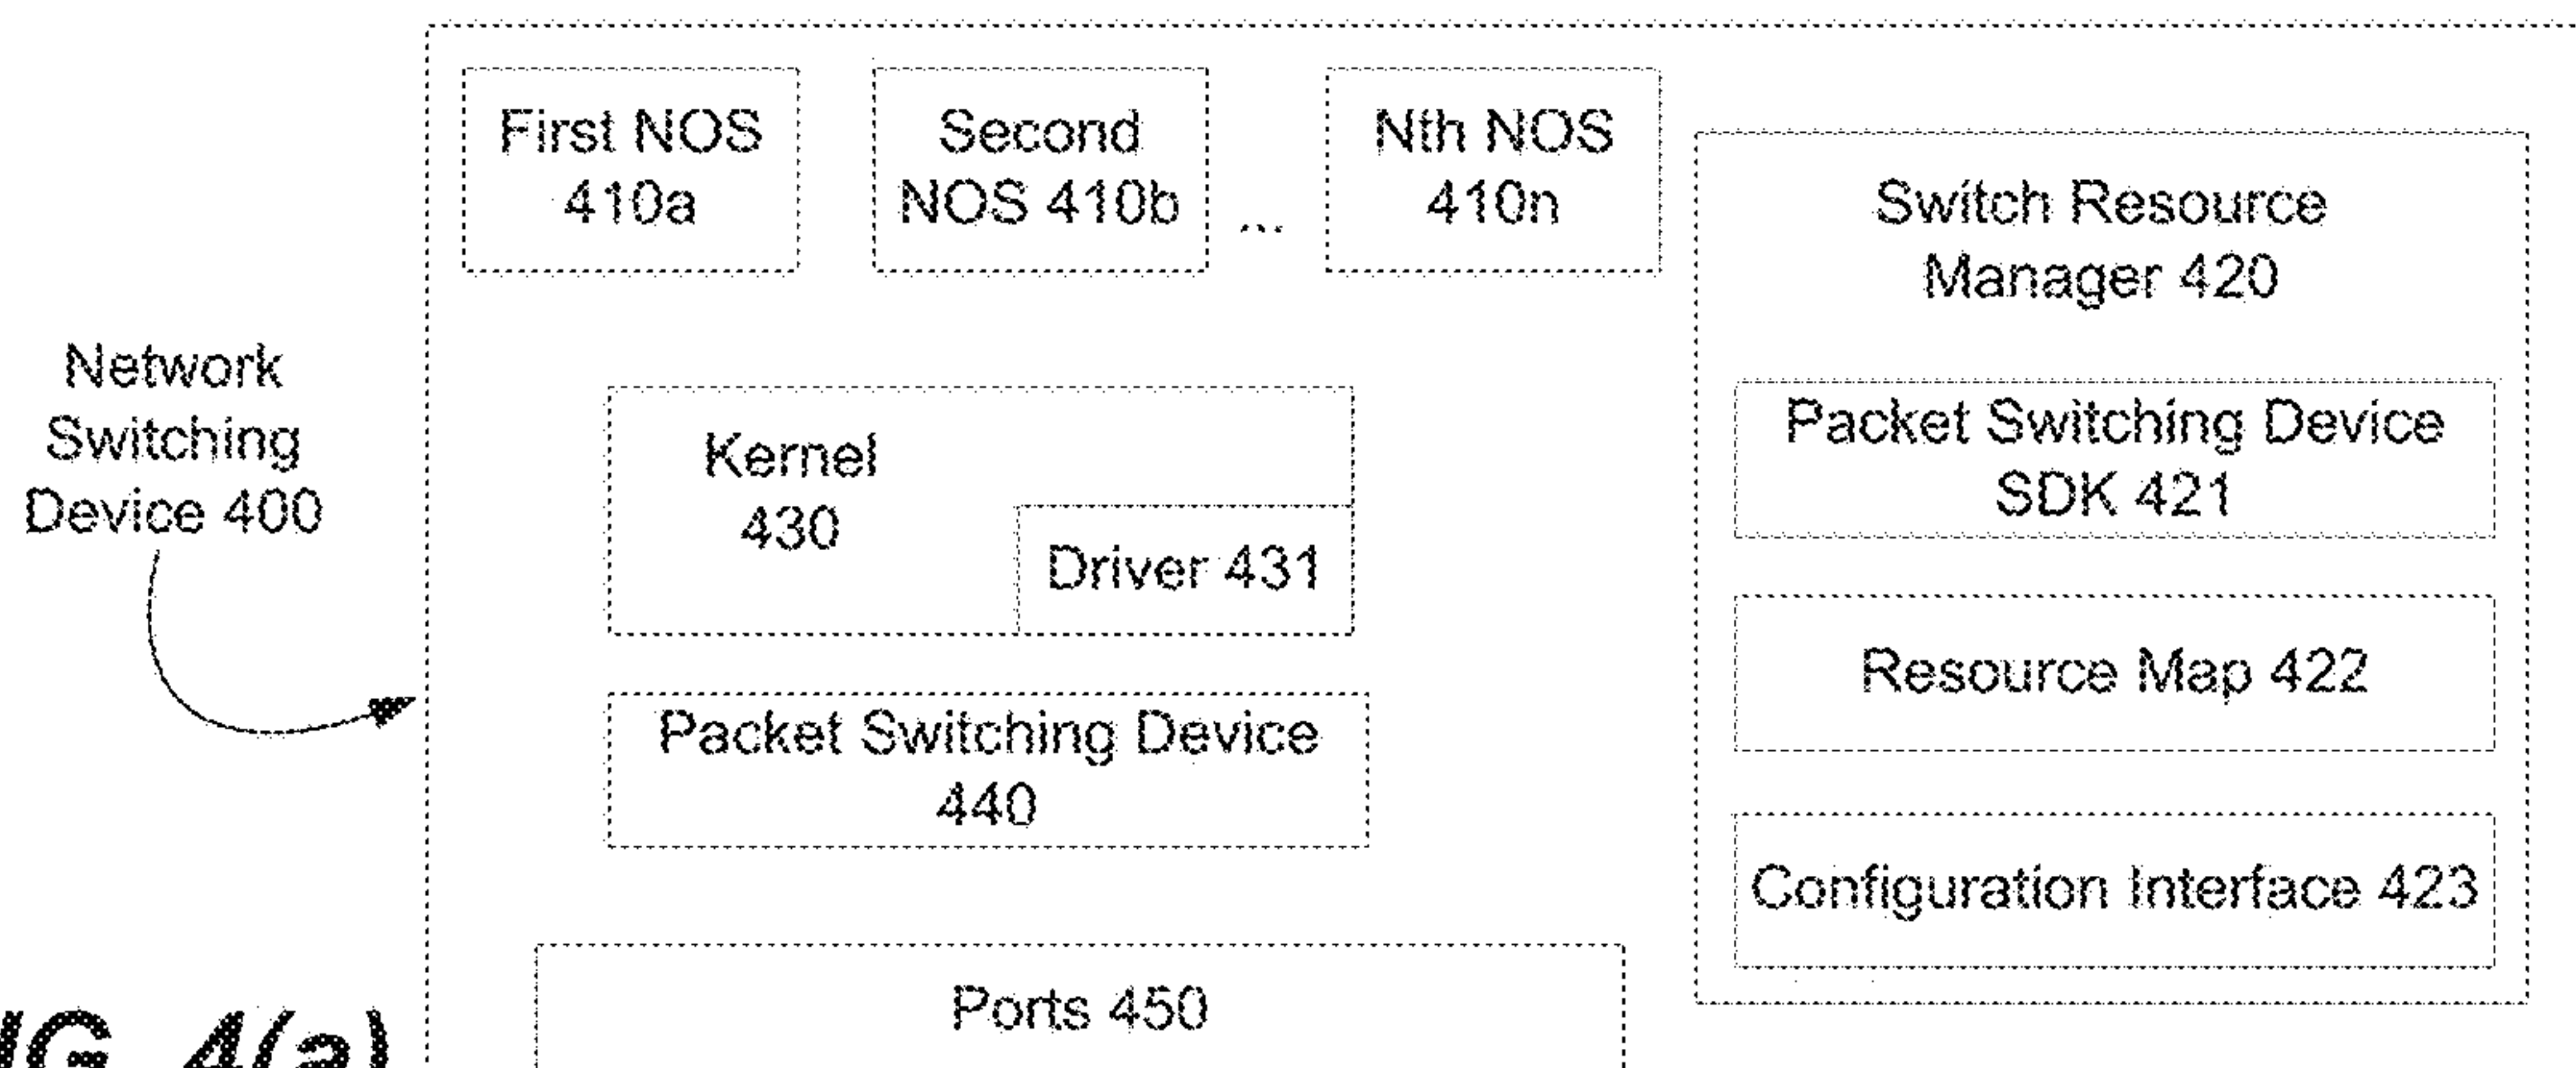 First NOS
410a
Second
NOS 410b
...
Nth NOS
410n
Switch Resource
Manager 420
Network
Switching
Device 400
Kernel
430
Driver 431
Packet Switching Device
SDK 421
Resource Map 422
Packet Switching Device
440
Configuration Interface 423
Ports 450
4(a)